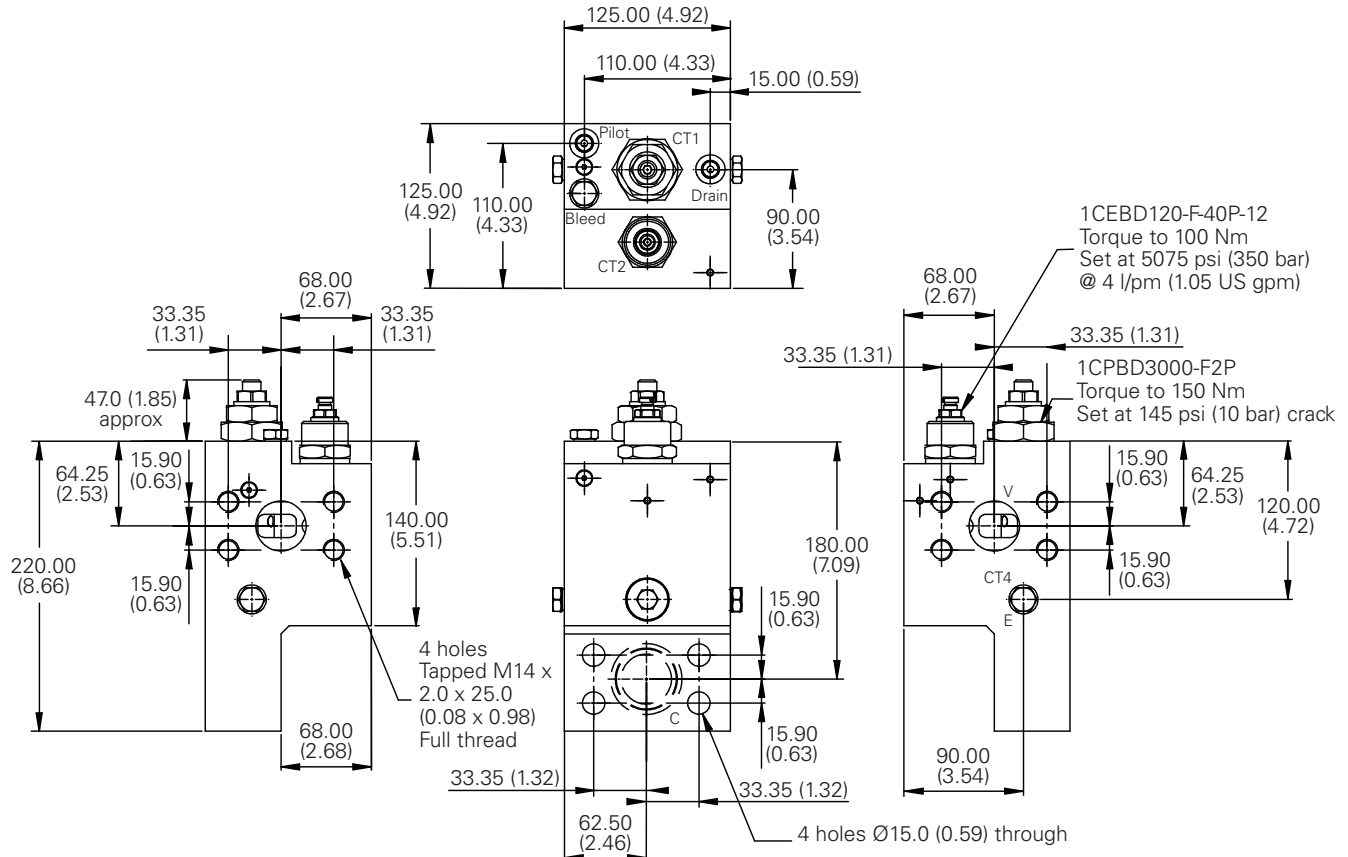 125.00 (4.92)
110.00 (4.33)
15.00 (0.59)
Pilot
CT1
125.00
(4.92)
110.00
(4.33)
Drain
Bleed
CT2
90.00
(3.54)
1CEBD120-F-40P-12
Torque to 100 Nm
Set at 5075 psi (350 bar)
@ 4 l/pm (1.05 US gpm)
68.00
(2.67)
33.35
(1.31)
33.35
(1.31)
47.0 (1.85)
approx
64.25
(2.53)
15.90
(0.63)
220.00
(8.66)
15.90
(0.63)
140.00
(5.51)
4 holes
Tapped M14 x
2.0 x 25.0
(0.08 x 0.98)
Full thread
68.00
(2.68)
180.00
(7.09)
15.90
(0.63)
C
15.90
(0.63)
33.35 (1.32)
33.35 (1.32)
62.50
(2.46)
4 holes Ø15.0 (0.59) through
68.00
(2.67)
33.35 (1.31)
33.35 (1.31)
1CPBD3000-F2P
Torque to 150 Nm
Set at 145 psi (10 bar) crack
15.90
(0.63)
64.25
(2.53)
120.00
(4.72)
V
15.90
(0.63)
CT4
E
90.00
(3.54)